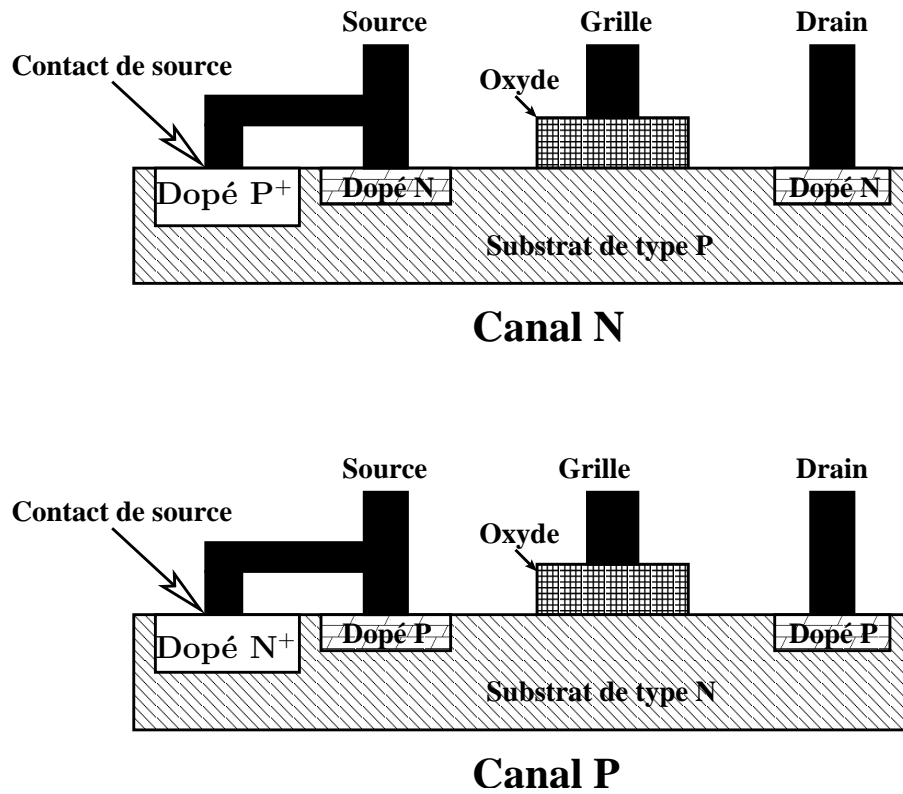 Source
Grille
Drain
Contact de source
Oxyde
Dopé P+
Dopé N
Dopé N
Substrat de type P
Canal N
Source
Grille
Drain
Contact de source
Oxyde
Dopé N+
Dopé P
Dopé P
Substrat de type N
Canal P